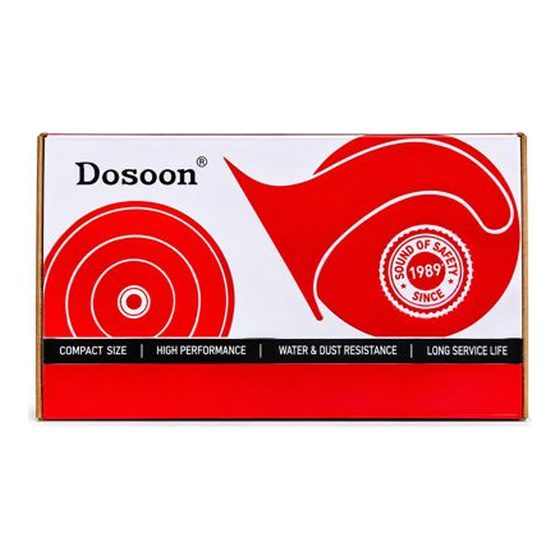 Dosoon®
SOUND OF SAFETY
1989
SINCE
COMPACT SIZE | HIGH PERFORMANCE | WATER & DUST RESISTANCE | LONG SERVICE LIFE